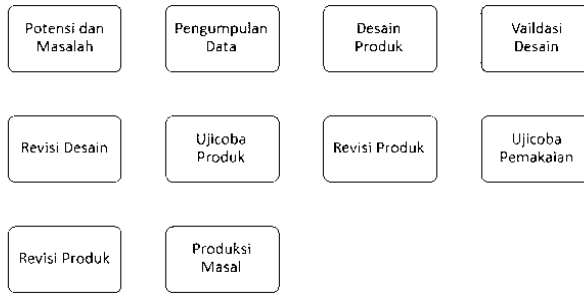 Potensi dan
Masalah
Pengumpulan
Data
Desain
Produk
Vaildasi
Desain
Revisi Desain
Ujicoba
Produk
Revisi Produk
Ujicoba
Pemakaian
Revisi Produk
Produksi
Masal